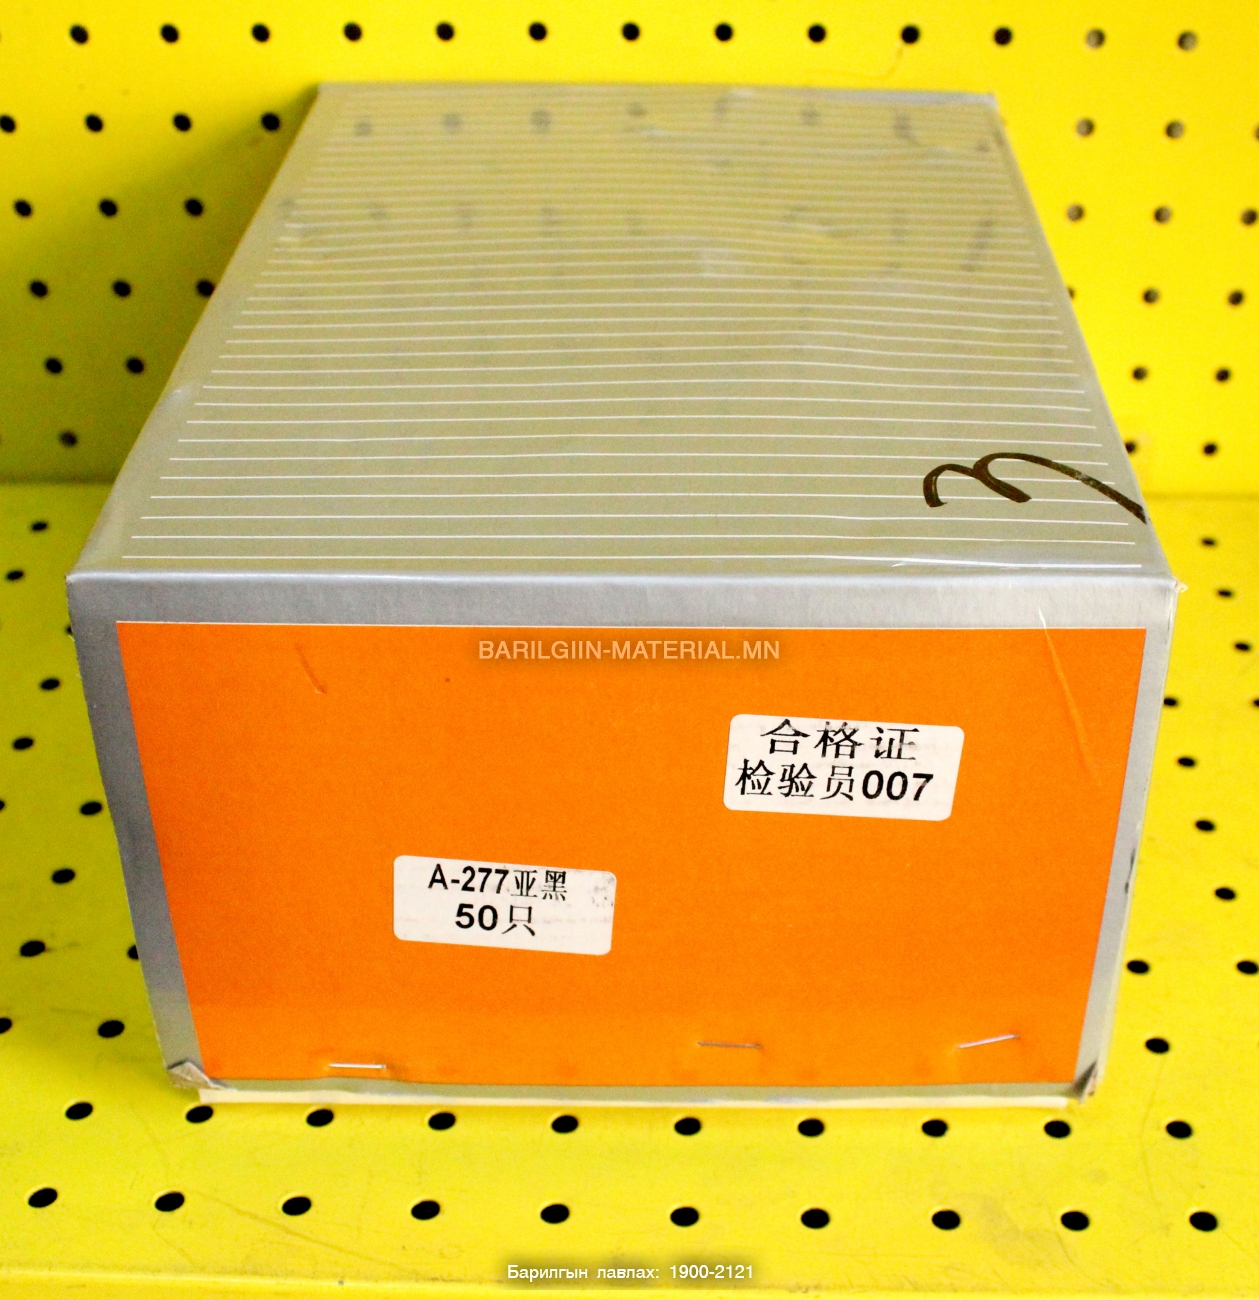 BARILGIIN-MATERIAL.MN
合格证
检验员007
A-277亚黑
50只
Барилгын лавлах: 1900-2121